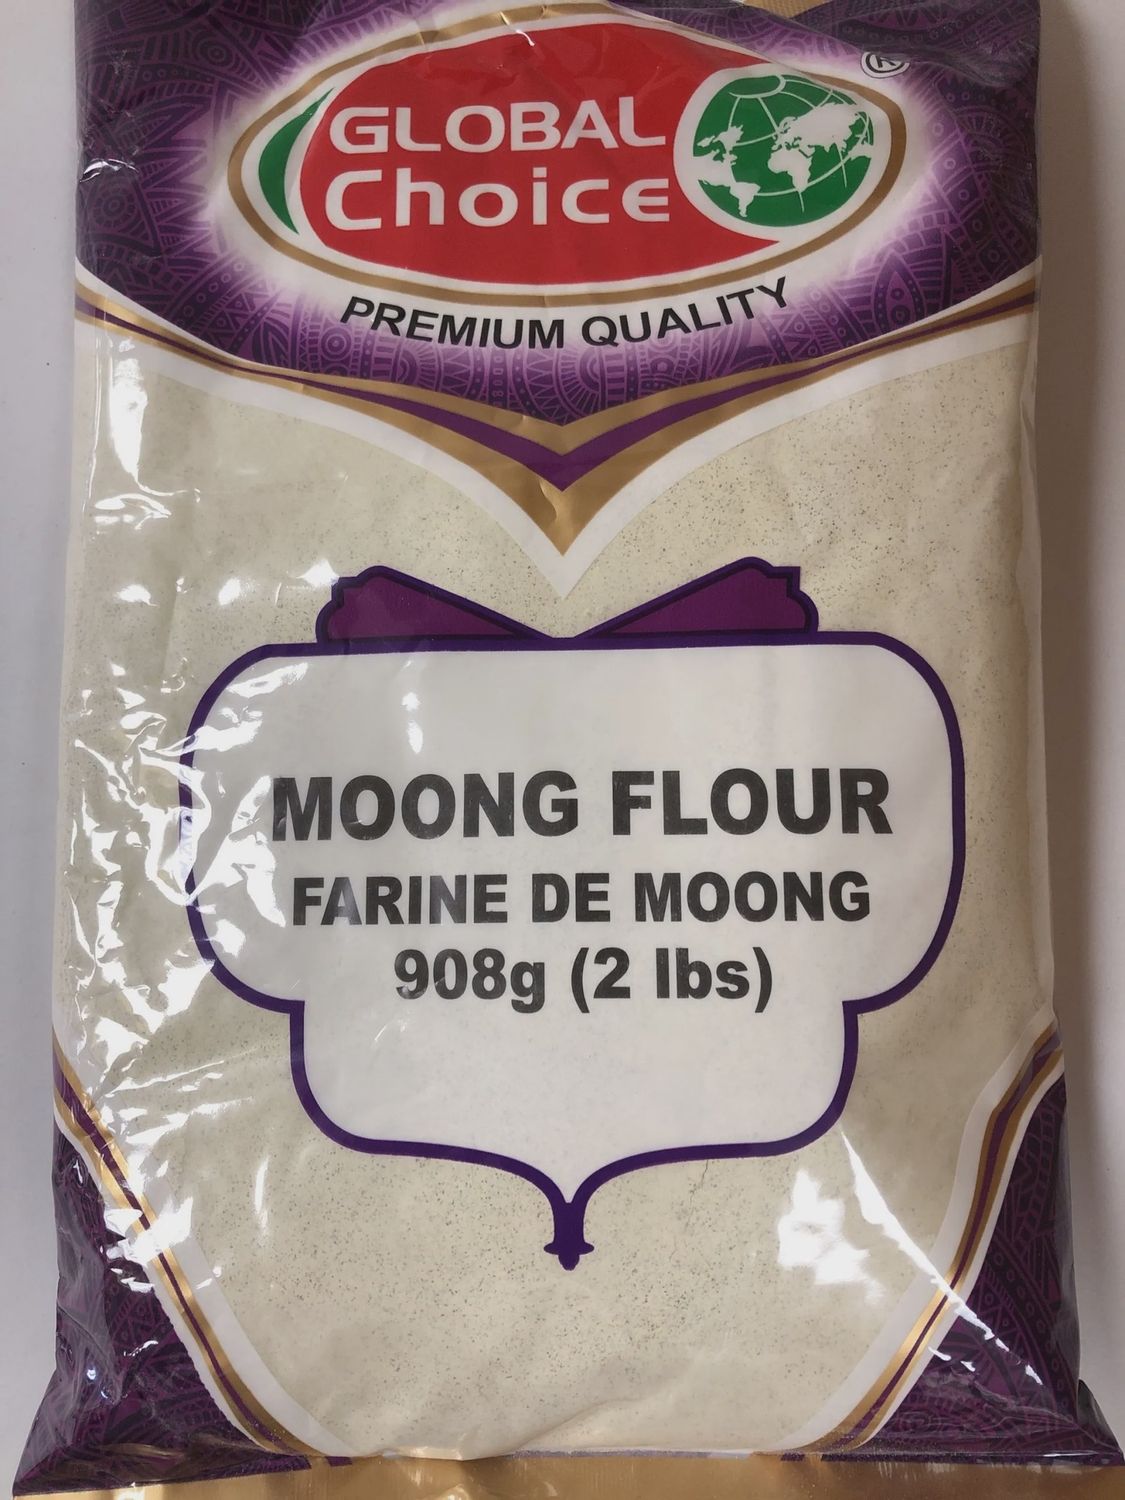 GLOBAL
Choice
®
PREMIUM QUALITY
MOONG FLOUR
FARINE DE MOONG
908g (2 lbs)